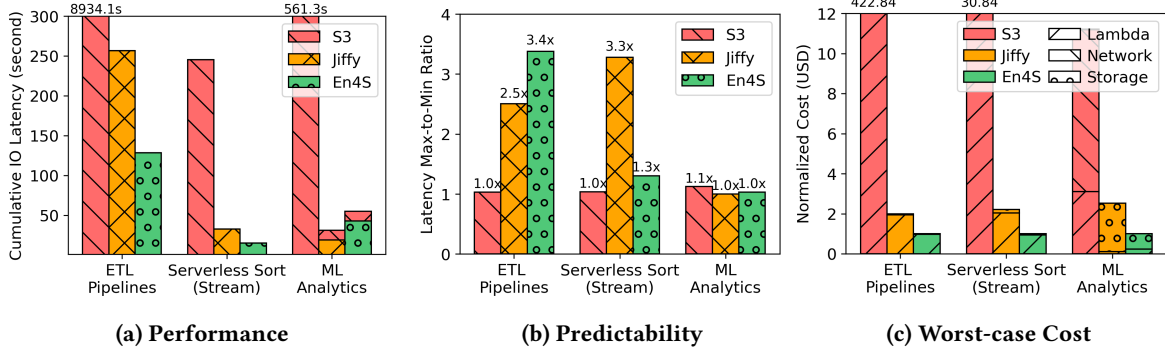 8934.1s
561.3s
Cumulative IO Latency (second)
300
250
200
150
100
50
S3
Jiffy
En4S
ETL
Pipelines
Serverless Sort
(Stream)
ML
Analytics
(a) Performance
Latency Max-to-Min Ratio
4
3
2
1
0
1.0x
2.5x
3.4x
1.0x
3.3x
1.3x
1.1x
1.0x
1.0x
S3
Jiffy
En4S
ETL
Pipelines
Serverless Sort
(Stream)
ML
Analytics
(b) Predictability
422.84
30.84
Normalized Cost (USD)
12
10
8
6
4
2
0
S3
Jiffy
En4S
Lambda
Network
Storage
ETL
Pipelines
Serverless Sort
(Stream)
ML
Analytics
(c) Worst-case Cost